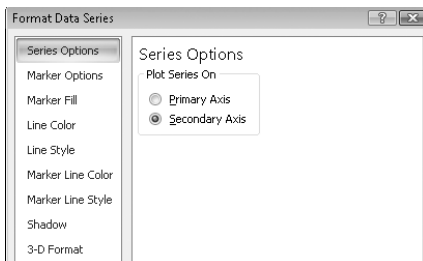 Format Data Series
?
Series Options
Marker Options
Marker Fill
Line Color
Line Style
Marker Line Color
Marker Line Style
Shadow
3-D Format
Series Options
Plot Series On
Primary Axis
Secondary Axis